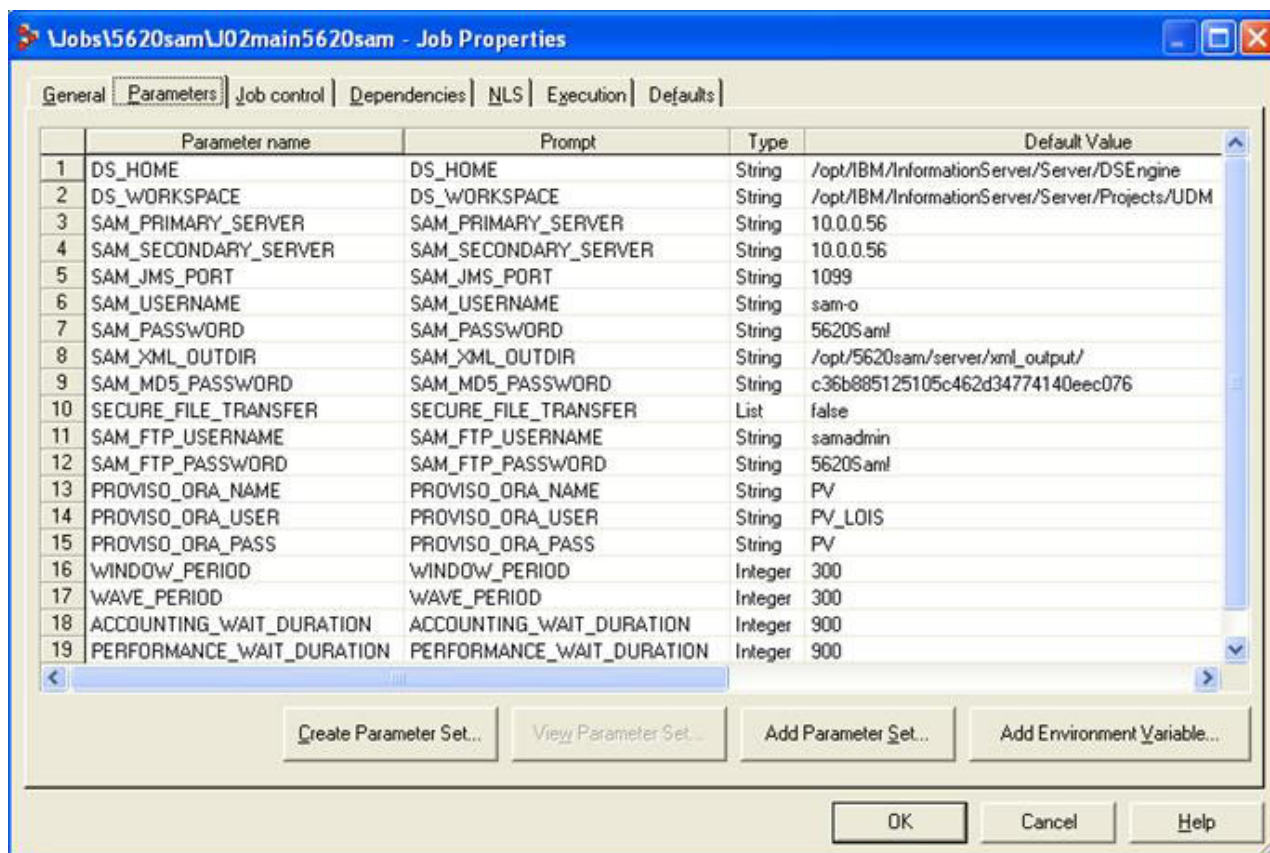 \Jobs\5620sam\J02main5620sam - Job Properties
General Parameters Job control Dependencies NLS Execution Defaults
Parameter name Prompt Type Default Value
1 DS_HOME DS_HOME String /opt/IBM/InformationServer/Server/DSEngine
2 DS_WORKSPACE DS_WORKSPACE String /opt/IBM/InformationServer/Server/Projects/UDM
3 SAM_PRIMARY_SERVER SAM_PRIMARY_SERVER String 10.0.0.56
4 SAM_SECONDARY_SERVER SAM_SECONDARY_SERVER String 10.0.0.56
5 SAM_JMS_PORT SAM_JMS_PORT String 1099
6 SAM_USERNAME SAM_USERNAME String sam-o
7 SAM_PASSWORD SAM_PASSWORD String 5620Sam!
8 SAM_XML_OUTDIR SAM_XML_OUTDIR String /opt/5620sam/server/xml_output/
9 SAM_MD5_PASSWORD SAM_MD5_PASSWORD String c36b885125105c462d34774140eec076
10 SECURE_FILE_TRANSFER SECURE_FILE_TRANSFER List false
11 SAM_FTP_USERNAME SAM_FTP_USERNAME String samadmin
12 SAM_FTP_PASSWORD SAM_FTP_PASSWORD String 5620Sam!
13 PROVISO_ORA_NAME PROVISO_ORA_NAME String PV
14 PROVISO_ORA_USER PROVISO_ORA_USER String PV_LOIS
15 PROVISO_ORA_PASS PROVISO_ORA_PASS String PV
16 WINDOW_PERIOD WINDOW_PERIOD Integer 300
17 WAVE_PERIOD WAVE_PERIOD Integer 300
18 ACCOUNTING_WAIT_DURATION ACCOUNTING_WAIT_DURATION Integer 900
19 PERFORMANCE_WAIT_DURATION PERFORMANCE_WAIT_DURATION Integer 900
Create Parameter Set... View Parameter Set... Add Parameter Set... Add Environment Variable...
OK Cancel Help